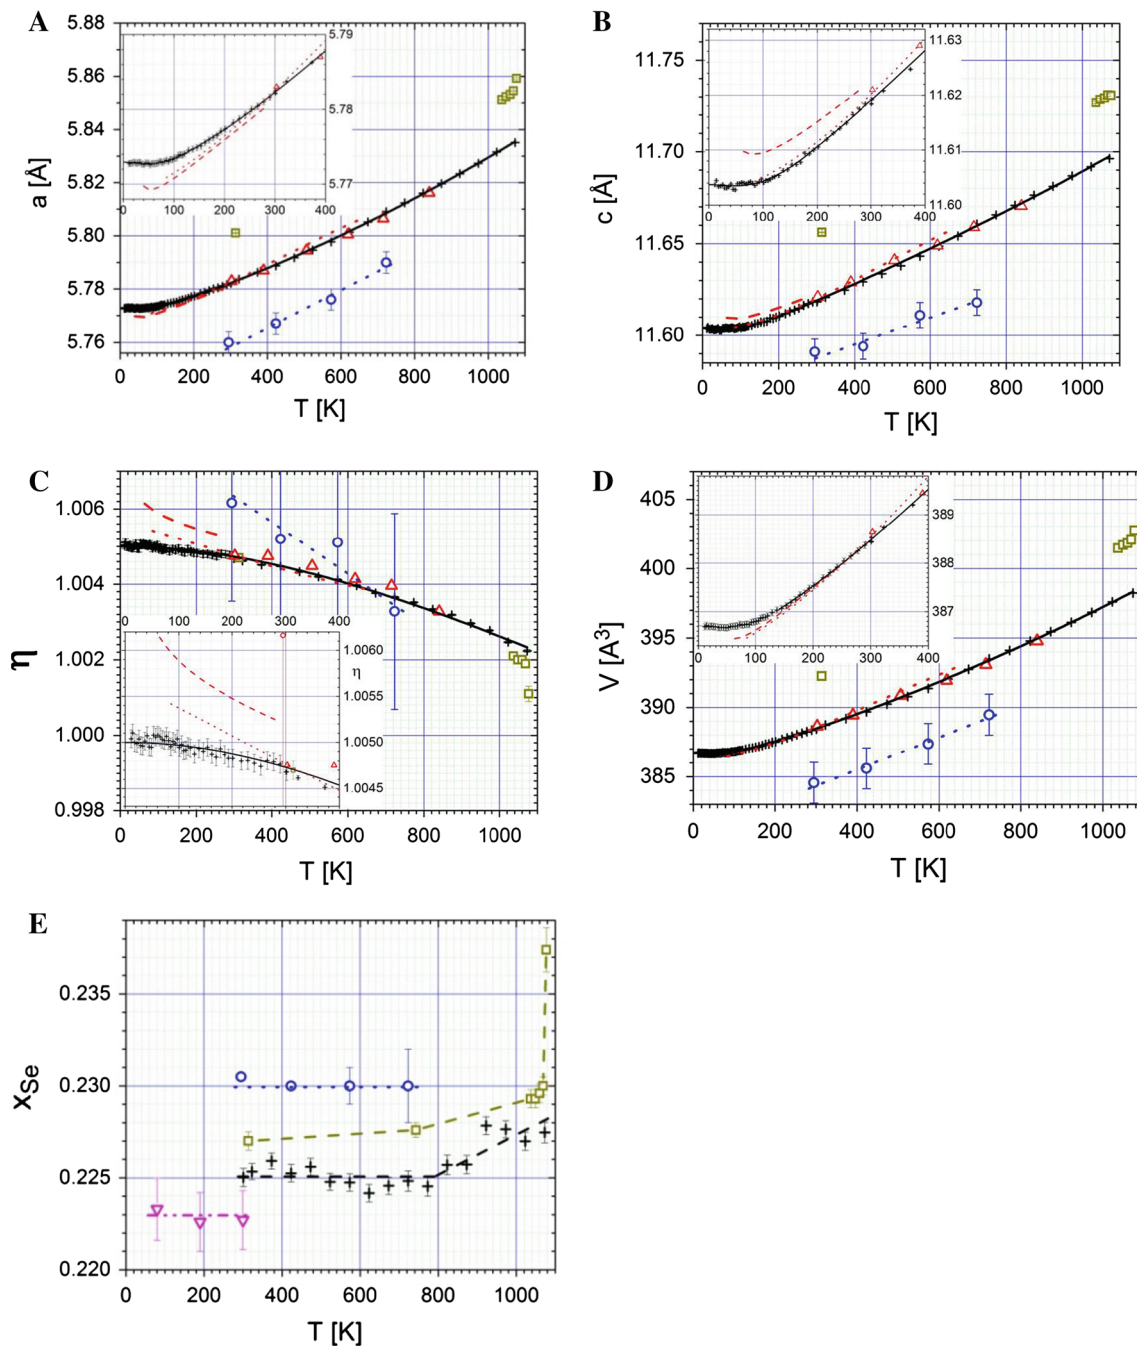 A
5.88
5.86
5.84
5.82
5.80
5.78
5.76
a [Å]
0 200 400 600 800 1000
T [K]
5.79
5.78
5.77
0 100 200 300 400
B
11.75
11.70
11.65
11.60
c [Å]
0 200 400 600 800 1000
T [K]
11.63
11.62
11.61
11.60
0 100 200 300 400
C
1.006
1.004
1.002
1.000
0.998
η
0 200 400 600 800 1000
T [K]
0 100 200 300 400
1.0060
η
1.0055
1.0050
1.0045
0 100 200 300 400
D
405
400
395
390
385
V [A³]
0 200 400 600 800 1000
T [K]
389
388
387
0 100 200 300 400
E
0.235
0.230
0.225
0.220
xSe
0 200 400 600 800 1000
T [K]